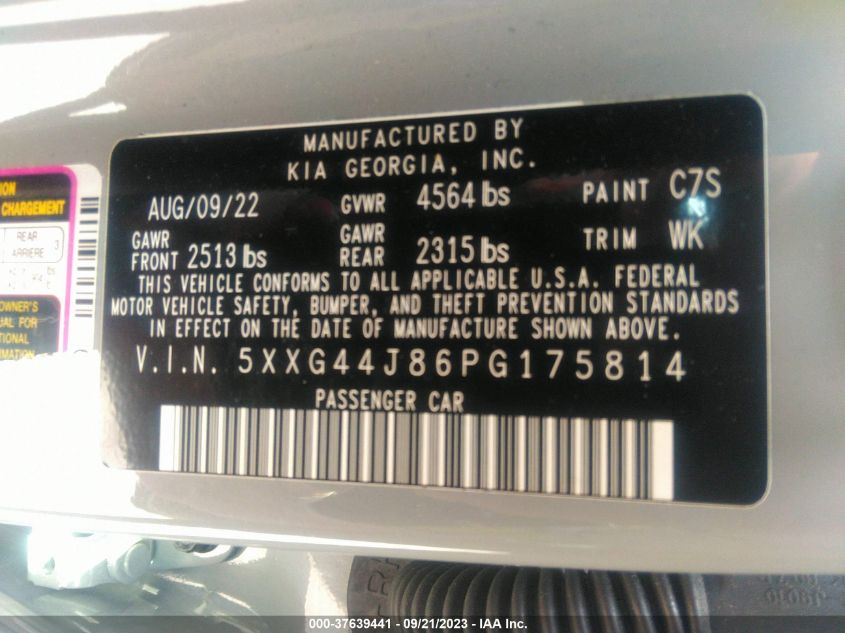 MANUFACTURED BY
KIA GEORGIA, INC.
AUG/09/22 GVWR 4564 lbs PAINT C7S
GAWR FRONT 2513 lbs GAWR REAR 2315 lbs TRIM WK
THIS VEHICLE CONFORMS TO ALL APPLICABLE U.S.A. FEDERAL
MOTOR VEHICLE SAFETY, BUMPER, AND THEFT PREVENTION STANDARDS
IN EFFECT ON THE DATE OF MANUFACTURE SHOWN ABOVE.
V.I.N. 5XXG44J86PG175814
PASSENGER CAR
CHARGEMENT
REAR 3
ARRIERE
OWNER'S
FOR
000-37639441 - 09/21/2023 - IAA Inc.